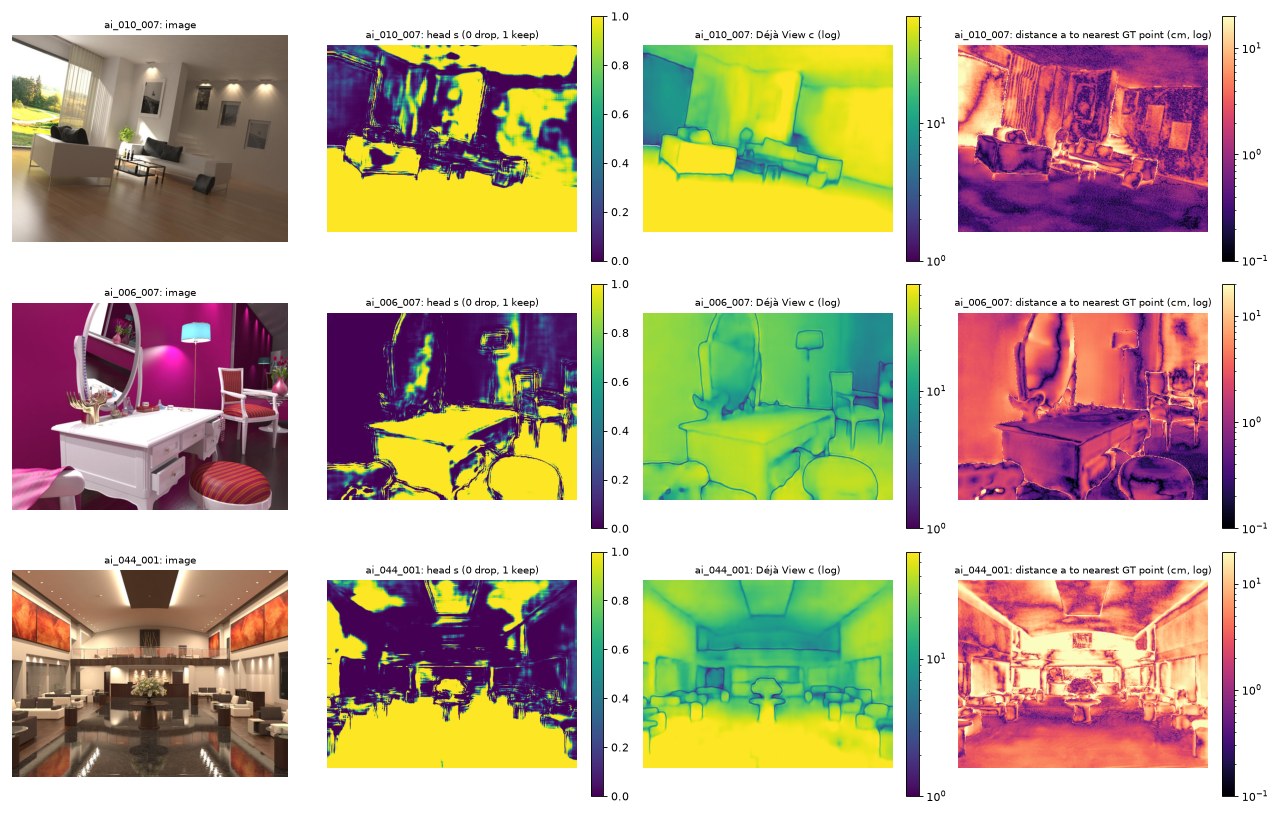 ai_010_007: image
ai_010_007: head s (0 drop, 1 keep)
1.0
0.8
0.6
0.4
0.2
0.0
ai_010_007: Déjà View c (log)
10¹
10⁰
ai_010_007: distance a to nearest GT point (cm, log)
10¹
10⁰
10⁻¹
ai_006_007: image
ai_006_007: head s (0 drop, 1 keep)
1.0
0.8
0.6
0.4
0.2
0.0
ai_006_007: Déjà View c (log)
10¹
10⁰
ai_006_007: distance a to nearest GT point (cm, log)
10¹
10⁰
10⁻¹
ai_044_001: image
ai_044_001: head s (0 drop, 1 keep)
1.0
0.8
0.6
0.4
0.2
0.0
ai_044_001: Déjà View c (log)
10¹
10⁰
ai_044_001: distance a to nearest GT point (cm, log)
10¹
10⁰
10⁻¹